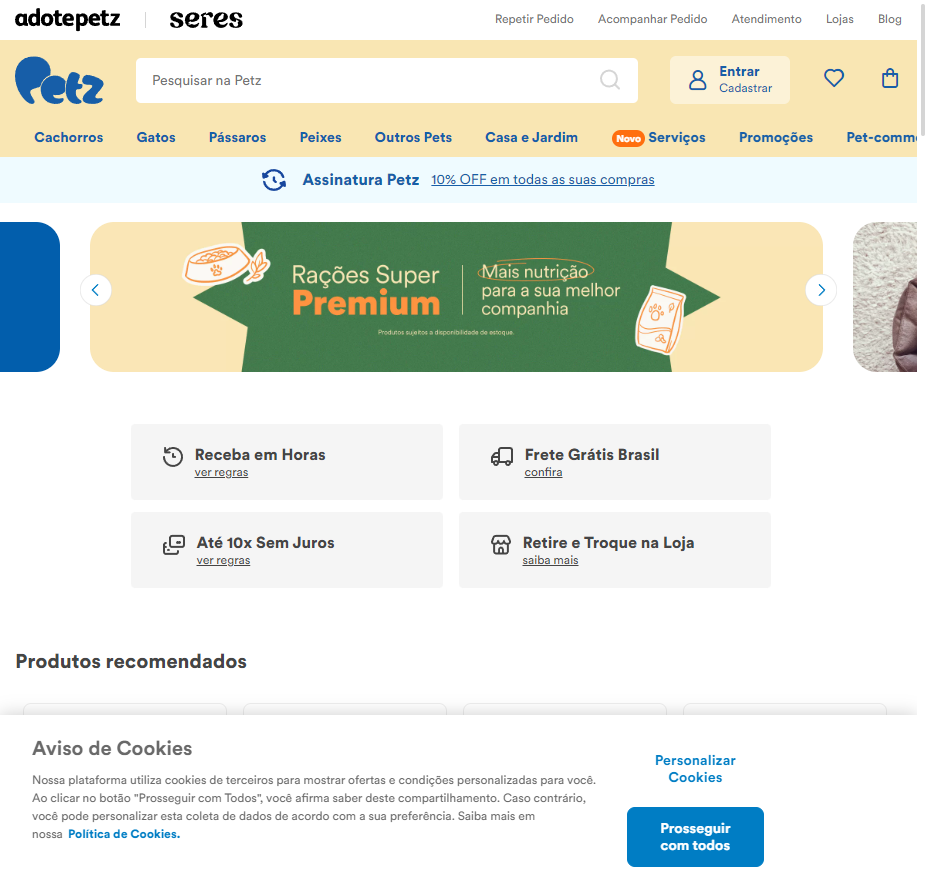 adotepetz
seres
Repetir Pedido
Acompanhar Pedido
Atendimento
Lojas
Blog
Petz
Pesquisar na Petz
Entrar
Cadastrar
Cachorros
Gatos
Pássaros
Peixes
Outros Pets
Casa e Jardim
Novo Serviços
Promoções
Pet-comm
Assinatura Petz 10% OFF em todas as suas compras
Rações Super
Premium
Mais nutrição
para a sua melhor
companhia
Produtos sujeitos a disponibilidade de estoque.
Receba em Horas
ver regras
Frete Grátis Brasil
confira
Até 10x Sem Juros
ver regras
Retire e Troque na Loja
saiba mais
Produtos recomendados
Aviso de Cookies
Nossa plataforma utiliza cookies de terceiros para mostrar ofertas e condições personalizadas para você.
Ao clicar no botão "Prosseguir com Todos", você afirma saber deste compartilhamento. Caso contrário,
você pode personalizar esta coleta de dados de acordo com a sua preferência. Saiba mais em
nossa Política de Cookies.
Personalizar
Cookies
Prosseguir
com todos